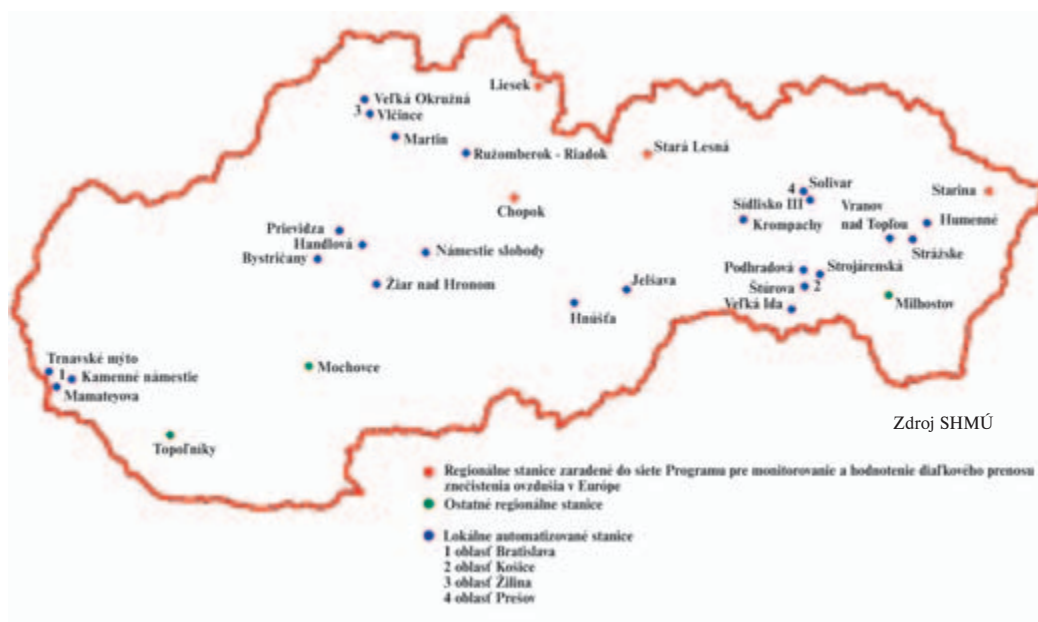 Liesek
Veľká Okružná
3 Vlčince
Martin
Ružomberok - Riadok
Stará Lesná
Chopok
4 Solivar
Sídlisko III
Krompachy
Vranov
nad Topľou
Starina
Humenné
Strážske
Prievidza
Handlová
Bystričany
Námestie slobody
Žiar nad Hronom
Podhradová
Strojárenská
Štúrova 2
Veľká Ida
Jelšava
Hnúšťa
Milhostov
Trnavské mýto
1 Kamenné námestie
Mamateyova
Mochovce
Topoľníky
Zdroj SHMÚ
Regionálne stanice zaradené do siete Programu pre monitorovanie a hodnotenie diaľkového prenosu
znečistenia ovzdušia v Európe
Ostatné regionálne stanice
Lokálne automatizované stanice
1 oblasť Bratislava
2 oblasť Košice
3 oblasť Žilina
4 oblasť Prešov